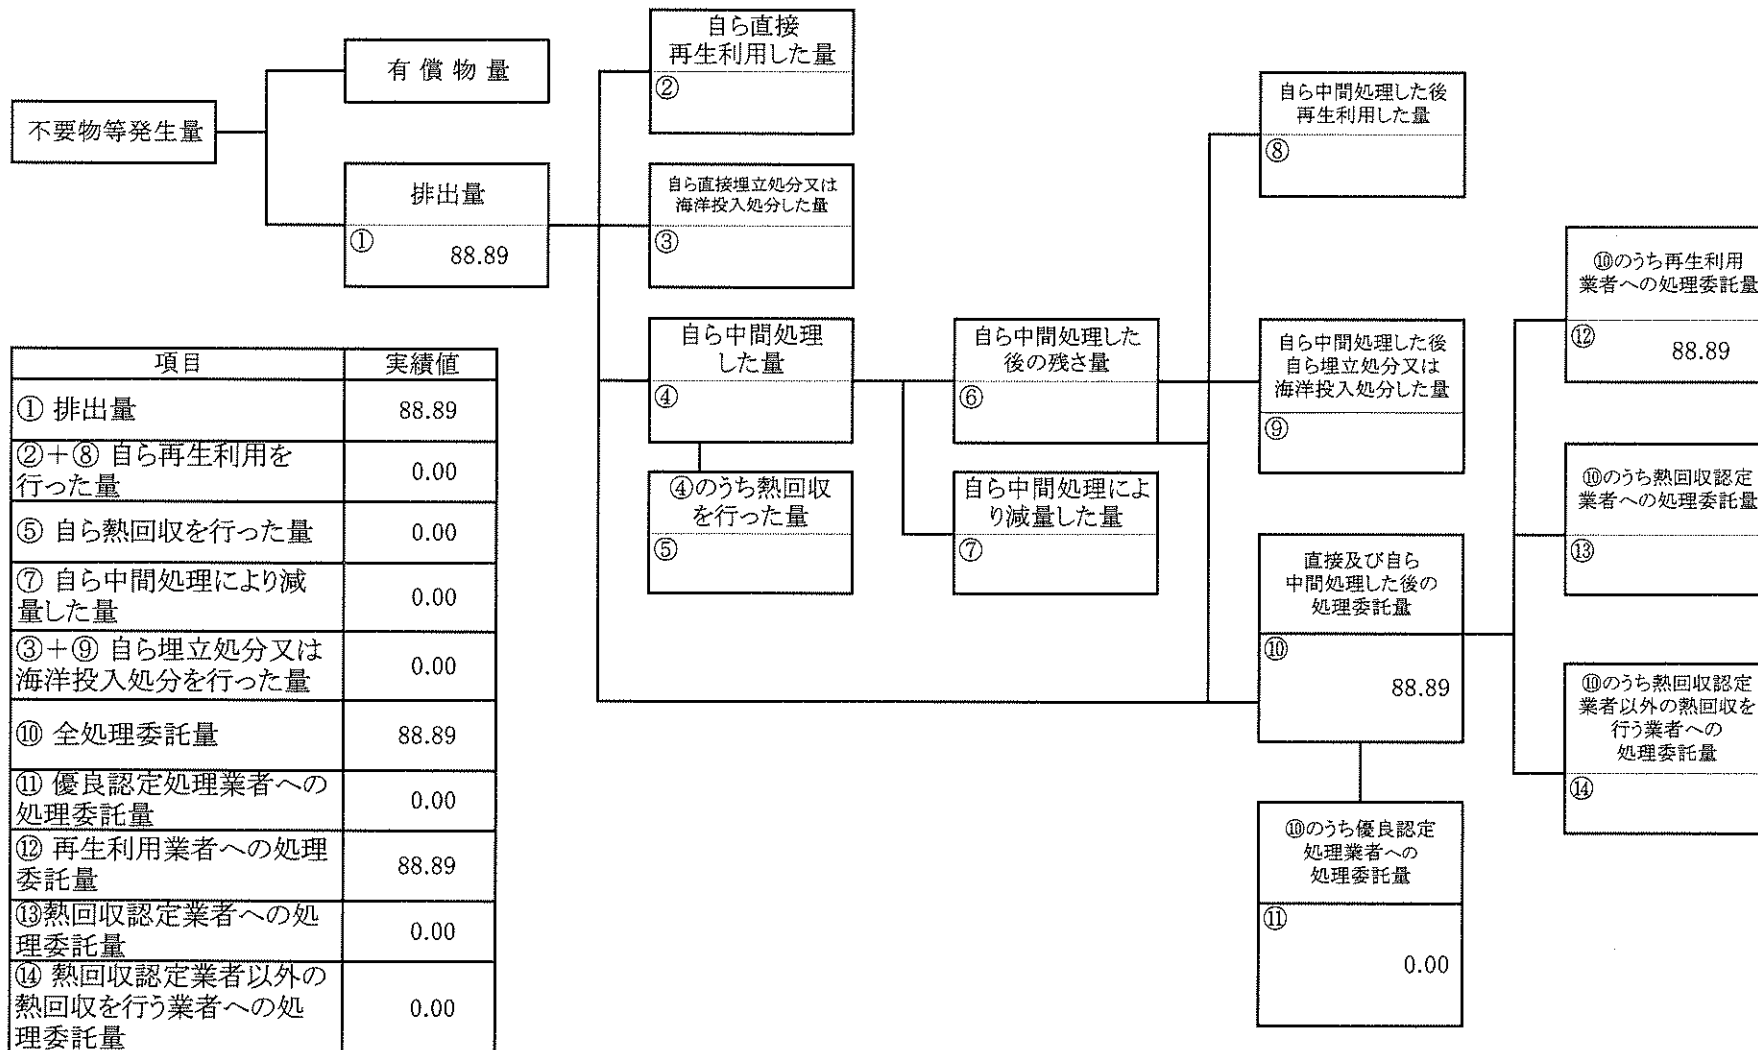 不要物等発生量
有償物量
排出量
①
88.89
自ら直接
再生利用した量
②
自ら直接埋立処分又は
海洋投入処分した量
③
自ら中間処理
した量
④
④のうち熱回収
を行った量
⑤
自ら中間処理した
後の残さ量
⑥
自ら中間処理によ
り減量した量
⑦
自ら中間処理した後
再生利用した量
⑧
自ら中間処理した後
自ら埋立処分又は
海洋投入処分した量
⑨
直接及び自ら
中間処理した後の
処理委託量
⑩
88.89
⑩のうち優良認定
処理業者への
処理委託量
⑪
0.00
⑩のうち再生利用
業者への処理委託量
⑫
88.89
⑩のうち熱回収認定
業者への処理委託量
⑬
⑩のうち熱回収認定
業者以外の熱回収を
行う業者への
処理委託量
⑭
項目 実績値
① 排出量 88.89
②+⑧ 自ら再生利用を
行った量 0.00
⑤ 自ら熱回収を行った量 0.00
⑦ 自ら中間処理により減
量した量 0.00
③+⑨ 自ら埋立処分又は
海洋投入処分を行った量 0.00
⑩ 全処理委託量 88.89
⑪ 優良認定処理業者への
処理委託量 0.00
⑫ 再生利用業者への処理
委託量 88.89
⑬熱回収認定業者への処
理委託量 0.00
⑭ 熱回収認定業者以外の
熱回収を行う業者への処
理委託量 0.00